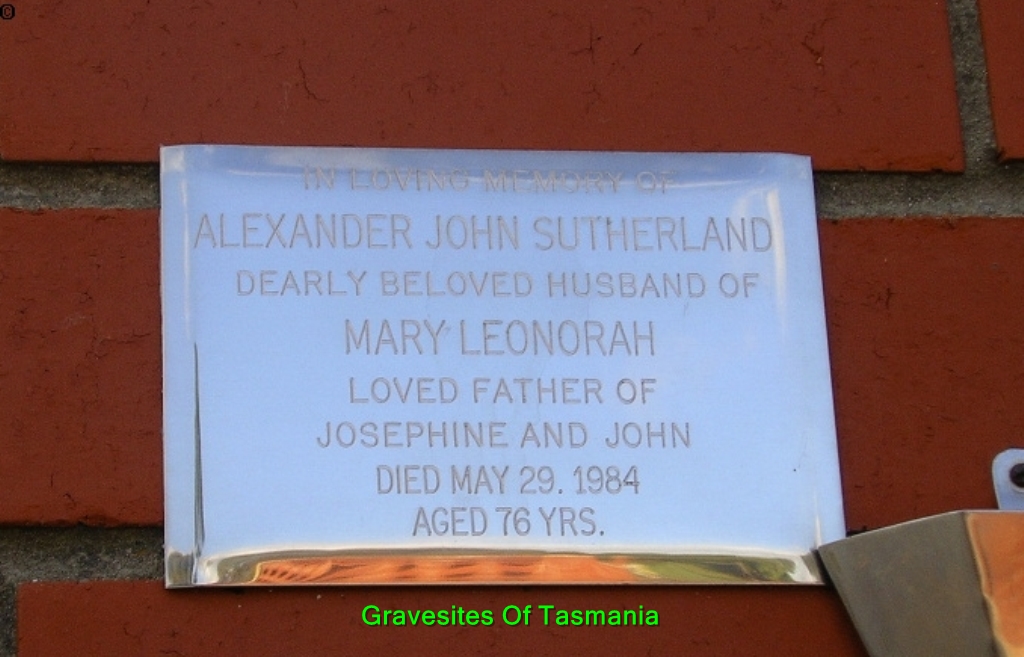 ©
IN LOVING MEMORY OF
ALEXANDER JOHN SUTHERLAND
DEARLY BELOVED HUSBAND OF
MARY LEONORAH
LOVED FATHER OF
JOSEPHINE AND JOHN
DIED MAY 29. 1984
AGED 76 YRS.
Gravesites Of Tasmania